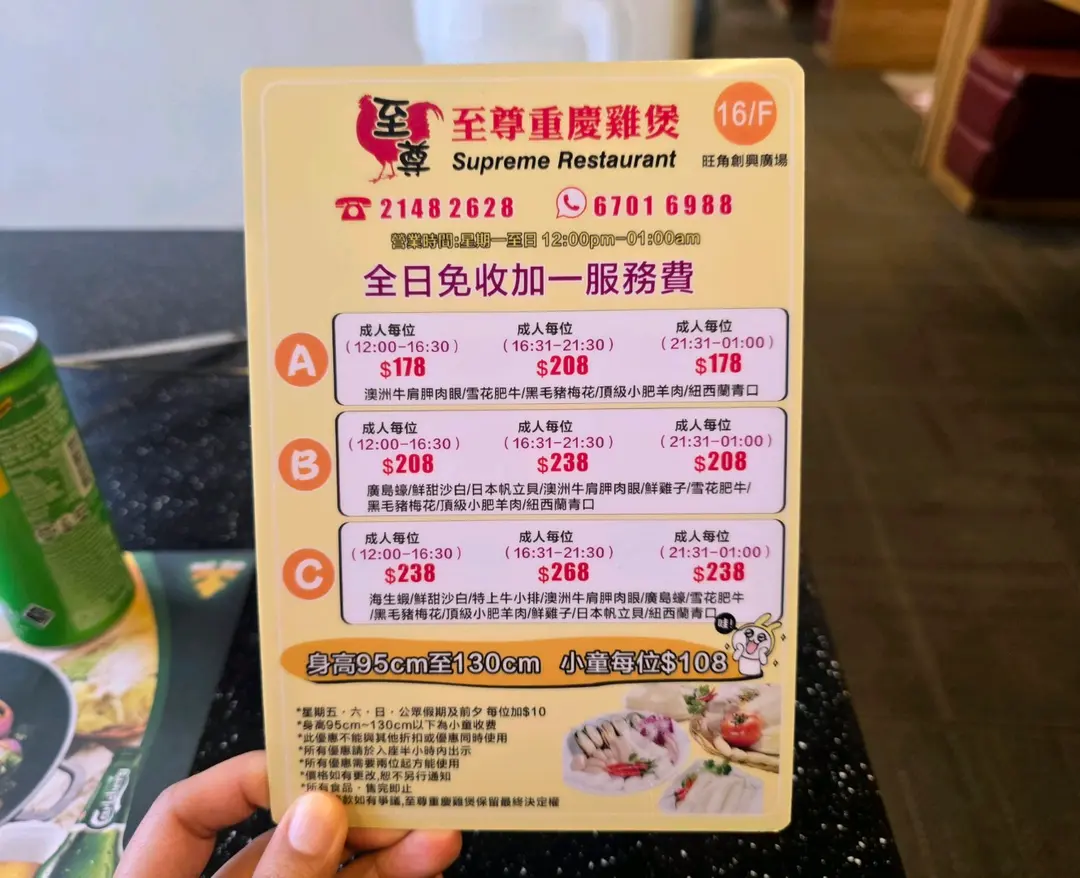 至尊
至尊重慶雞煲
Supreme Restaurant
16/F
旺角創興廣場
2148 2628
6701 6988
營業時間:星期一至日 12:00pm-01:00am
全日免收加一服務費
A
成人每位 成人每位 成人每位
(12:00-16:30) (16:31-21:30) (21:31-01:00)
$178 $208 $178
澳洲牛肩胛肉眼/雪花肥牛/黑毛豬梅花/頂級小肥羊肉/紐西蘭青口
B
成人每位 成人每位 成人每位
(12:00-16:30) (16:31-21:30) (21:31-01:00)
$208 $238 $208
廣島蠔/鮮甜沙白/日本帆立貝/澳洲牛肩胛肉眼/鮮雞子/雪花肥牛/
黑毛豬梅花/頂級小肥羊肉/紐西蘭青口
C
成人每位 成人每位 成人每位
(12:00-16:30) (16:31-21:30) (21:31-01:00)
$238 $268 $238
海生蝦/鮮甜沙白/特上牛小排/澳洲牛肩胛肉眼/廣島蠔/雪花肥牛
/黑毛豬梅花/頂級小肥羊肉/鮮雞子/日本帆立貝/紐西蘭青口
身高95cm至130cm 小童每位$108
*星期五﹒六﹒日﹒公眾假期及前夕 每位加$10
*身高95cm~130cm以下為小童收費
*此優惠不能與其他折扣或優惠同時使用
*所有優惠請於入座半小時內出示
*所有優惠需要兩位起方能使用
*價格如有更改,恕不另行通知
*所有食品﹒售完即止
款如有爭議,至尊重慶雞煲保留最終決定權
Carlsberg